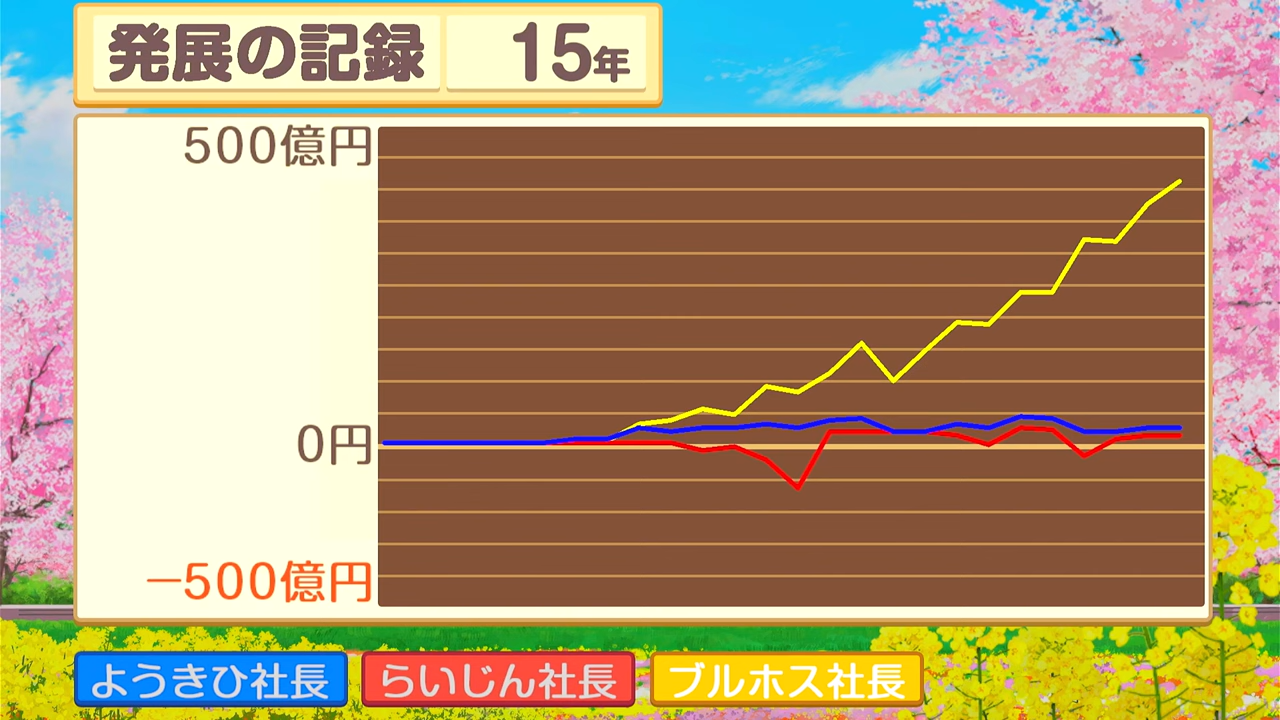 発展の記録 15年
500億円
0円
−500億円
ようきひ社長 らいじん社長 ブルホス社長